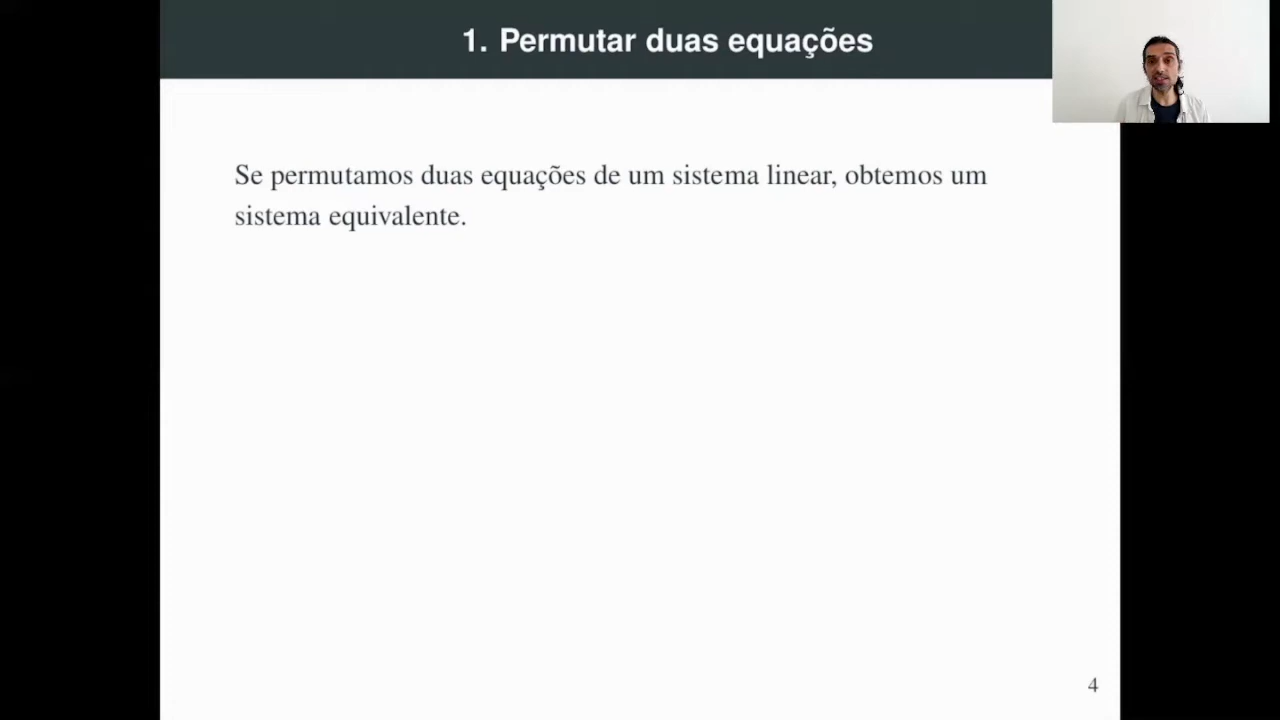 1. Permutar duas equações
Se permutamos duas equações de um sistema linear, obtemos um
sistema equivalente.
4